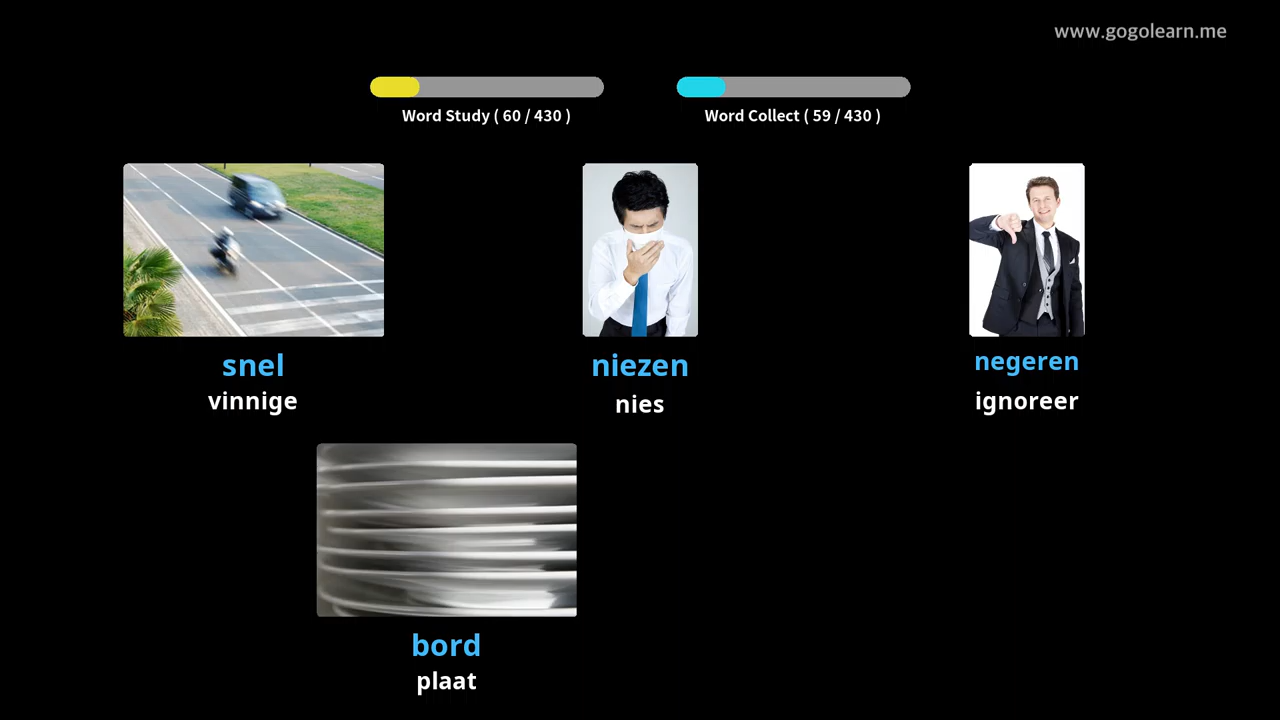 www.gogolearn.me
Word Study ( 60 / 430 )
Word Collect ( 59 / 430 )
snel
vinnige
niezen
nies
negeren
ignoreer
bord
plaat